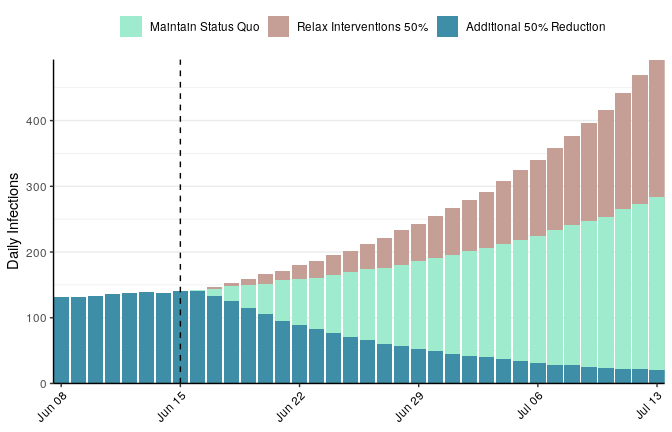 Maintain Status Quo Relax Interventions 50% Additional 50% Reduction
Daily Infections
400
300
200
100
0
Jun 08 Jun 15 Jun 22 Jun 29 Jul 06 Jul 13